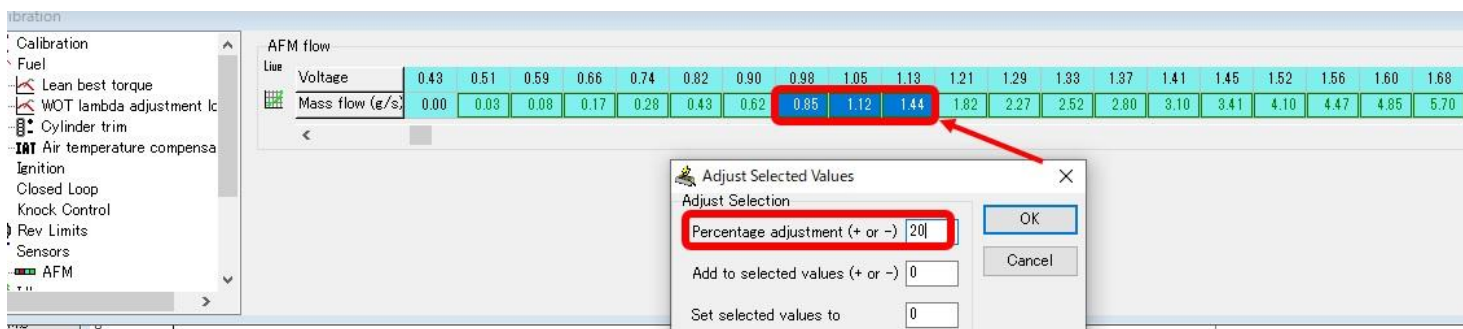 ibration
Calibration
Fuel
Lean best torque
WOT lambda adjustment lc
Cylinder trim
IAT Air temperature compensa
Ignition
Closed Loop
Knock Control
Rev Limits
Sensors
AFM
AFM flow
Live
Voltage 0.43 0.51 0.59 0.66 0.74 0.82 0.90 0.98 1.05 1.13 1.21 1.29 1.33 1.37 1.41 1.45 1.52 1.56 1.60 1.68
Mass flow (g/s) 0.00 0.03 0.08 0.17 0.28 0.43 0.62 0.85 1.12 1.44 1.82 2.27 2.52 2.80 3.10 3.41 4.10 4.47 4.85 5.70
Adjust Selected Values
Adjust Selection
Percentage adjustment (+ or -) 20
Add to selected values (+ or -) 0
Set selected values to 0
OK
Cancel